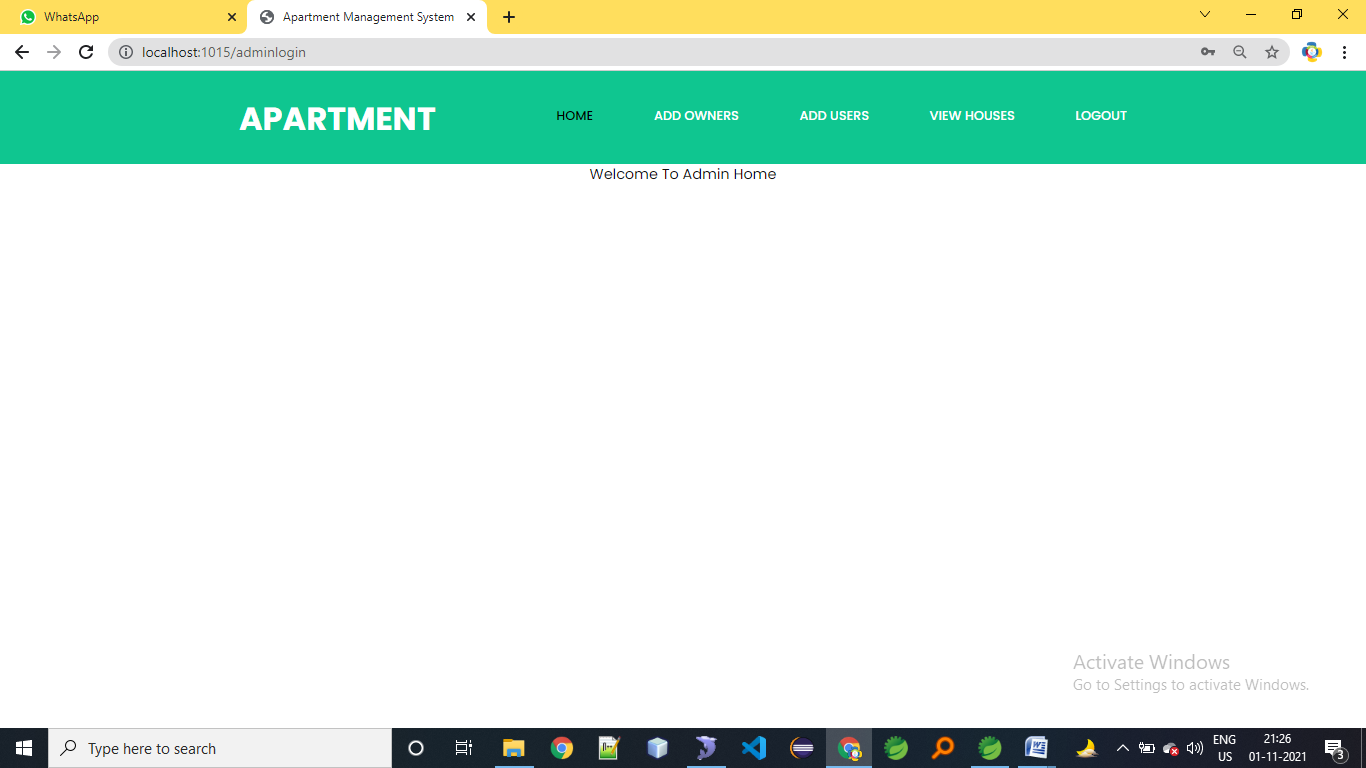 WhatsApp
Apartment Management System
localhost:1015/adminlogin
APARTMENT
HOME ADD OWNERS ADD USERS VIEW HOUSES LOGOUT
Welcome To Admin Home
Activate Windows
Go to Settings to activate Windows.
Type here to search
ENG
US
21:26
01-11-2021
3